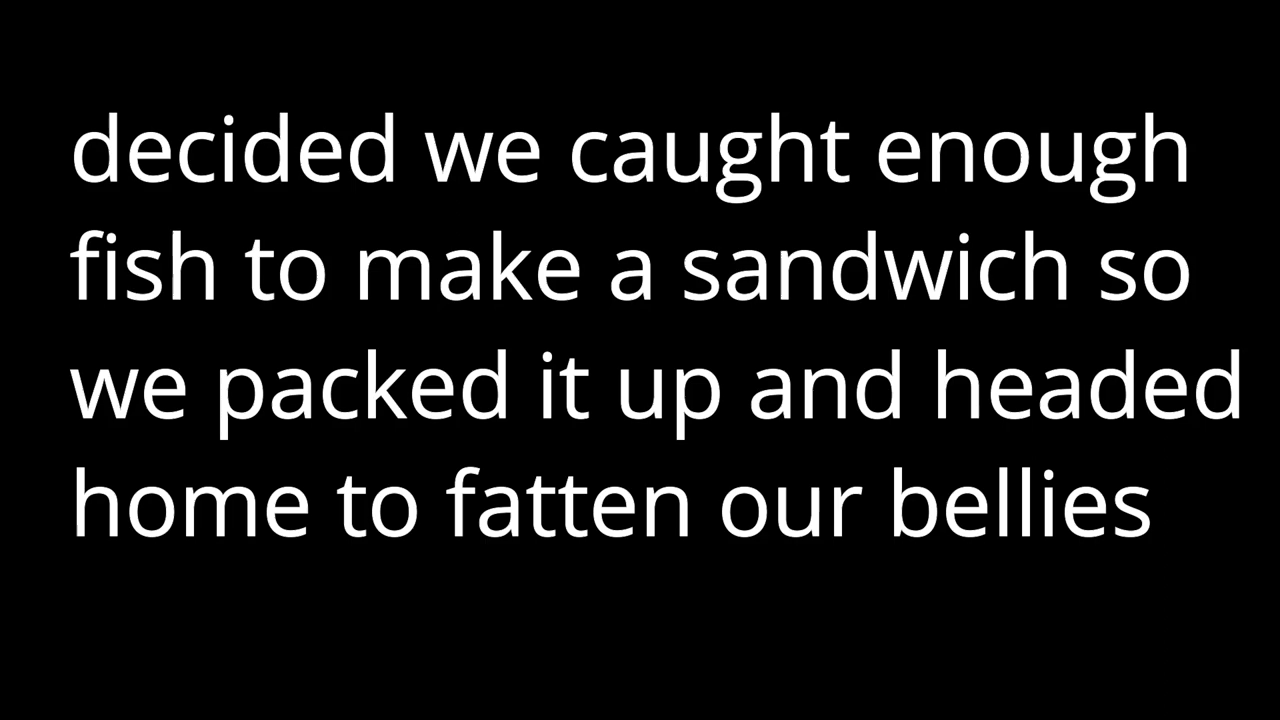 decided we caught enough
fish to make a sandwich so
we packed it up and headed
home to fatten our bellies